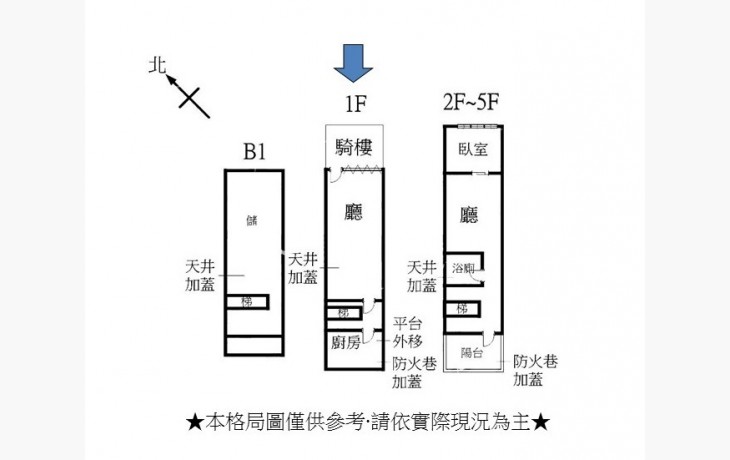 北
B1
儲
天井
加蓋
梯
1F
騎樓
廳
天井
加蓋
梯
平台
外移
廚房
防火巷
加蓋
2F~5F
臥室
廳
浴廁
天井
加蓋
梯
陽台
防火巷
加蓋
★本格局圖僅供參考‧請依實際現況為主★